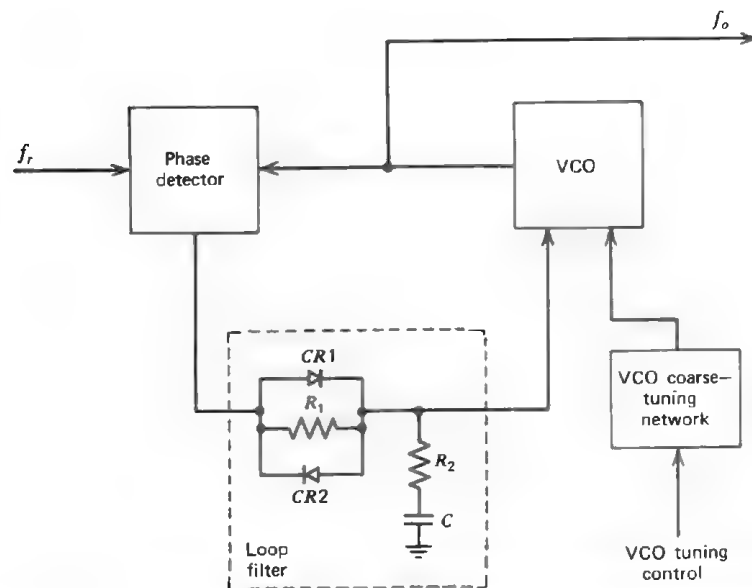 f_o
f_r
Phase
detector
VCO
CR1
R_1
CR2
R_2
C
Loop
filter
VCO coarse–
tuning
network
VCO tuning
control